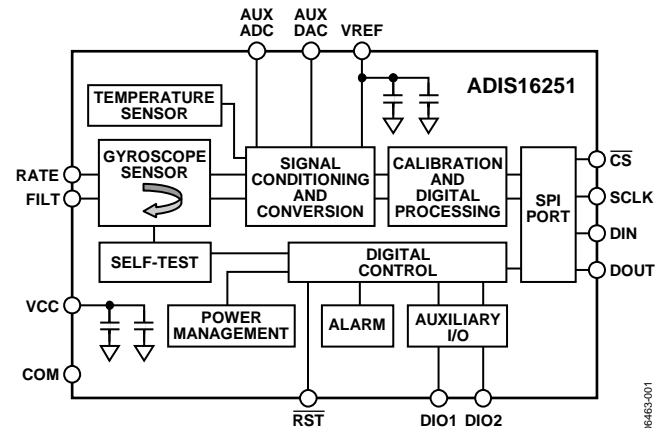 AUX
ADC
AUX
DAC
VREF
ADIS16251
TEMPERATURE
SENSOR
GYROSCOPE
SENSOR
SIGNAL
CONDITIONING
AND
CONVERSION
CALIBRATION
AND
DIGITAL
PROCESSING
SPI
PORT
RATE
FILT
CS
SCLK
DIN
DOUT
SELF-TEST
DIGITAL
CONTROL
VCC
POWER
MANAGEMENT
ALARM
AUXILIARY
I/O
COM
RST
DIO1 DIO2
06463-001